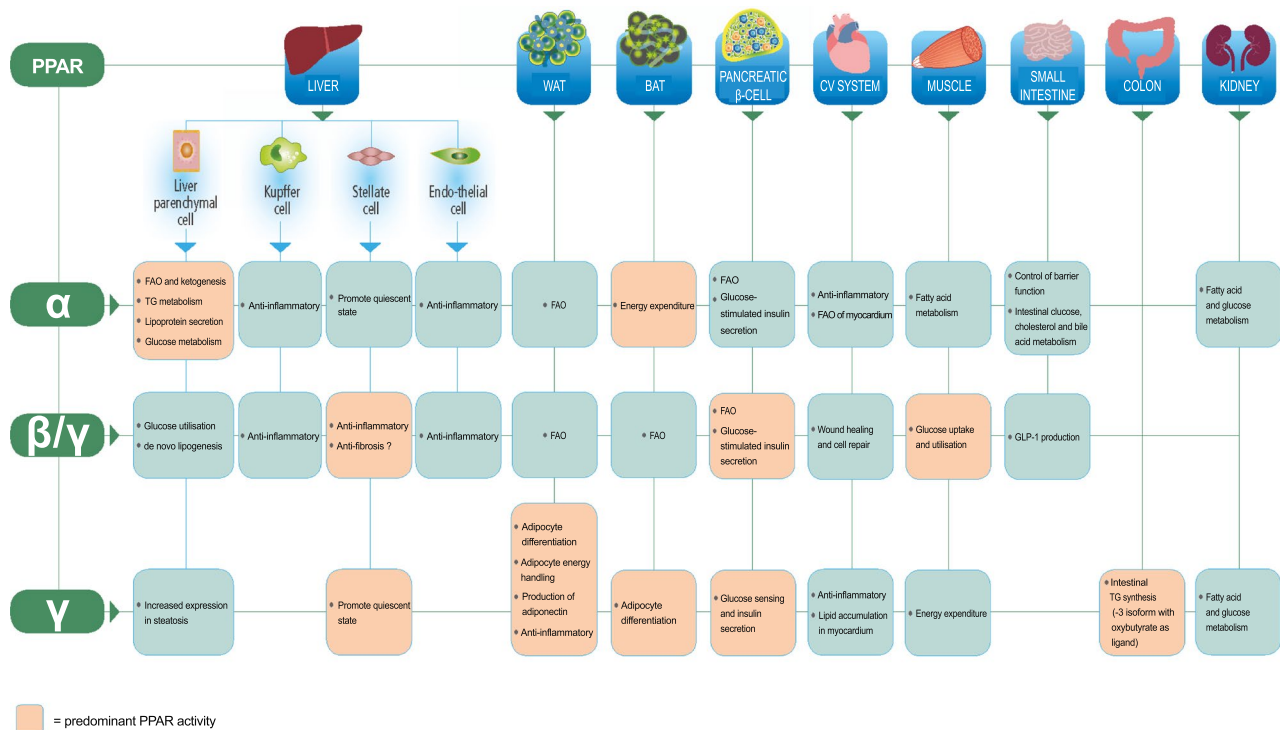 PPAR
LIVER
WAT
BAT
PANCREATIC
β-CELL
CV SYSTEM
MUSCLE
SMALL
INTESTINE
COLON
KIDNEY
Liver
parenchymal
cell
Kupffer
cell
Stellate
cell
Endo-thelial
cell
α
• FAO and ketogenesis
• TG metabolism
• Lipoprotein secretion
• Glucose metabolism
• Anti-inflammatory
• Promote quiescent
state
• Anti-inflammatory
• FAO
• Energy expenditure
• FAO
• Glucose-
stimulated insulin
secretion
• Anti-inflammatory
• FAO of myocardium
• Fatty acid
metabolism
• Control of barrier
function
• Intestinal clucose,
cholesterol and bile
acid metabolism
• Fatty acid
and glucose
metabolism
β/γ
• Glucose utilisation
• de novo lipogenesis
• Anti-inflammatory
• Anti-inflammatory
• Anti-fibrosis ?
• Anti-inflammatory
• FAO
• FAO
• FAO
• Glucose-
stimulated insulin
secretion
• Wound healing
and cell repair
• Glucose uptake
and utilisation
• GLP-1 production
γ
• Increased expression
in steatosis
• Promote quiescent
state
• Adipocyte
differentiation
• Adipocyte energy
handling
• Production of
adiponectin
• Anti-inflammatory
• Adipocyte
differentiation
• Glucose sensing
and insulin
secretion
• Anti-inflammatory
• Lipid accumulation
in myocardium
• Energy expenditure
• Intestinal
TG synthesis
(-3 isoform with
oxybutyrate as
ligand)
• Fatty acid
and glucose
metabolism
= predominant PPAR activity